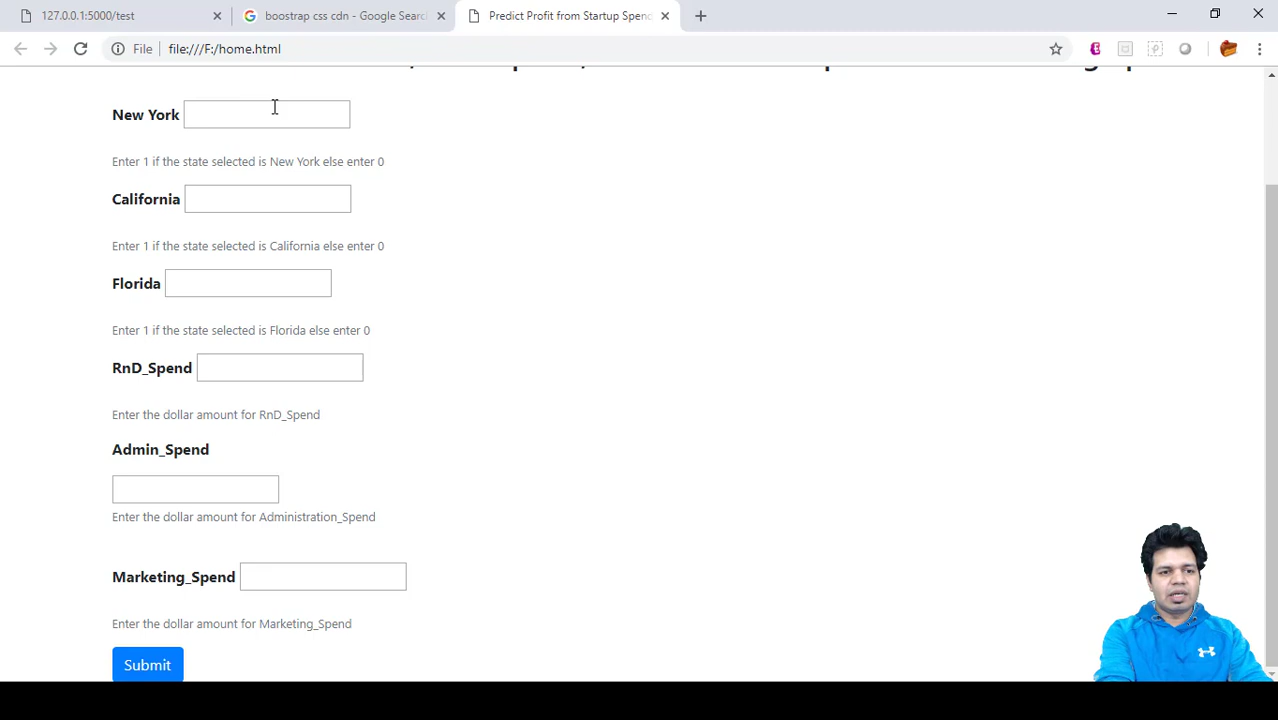 127.0.0.1:5000/test
boostrap css cdn - Google Search
Predict Profit from Startup Spend
File
file:///F:/home.html
New York
Enter 1 if the state selected is New York else enter 0
California
Enter 1 if the state selected is California else enter 0
Florida
Enter 1 if the state selected is Florida else enter 0
RnD_Spend
Enter the dollar amount for RnD_Spend
Admin_Spend
Enter the dollar amount for Administration_Spend
Marketing_Spend
Enter the dollar amount for Marketing_Spend
Submit